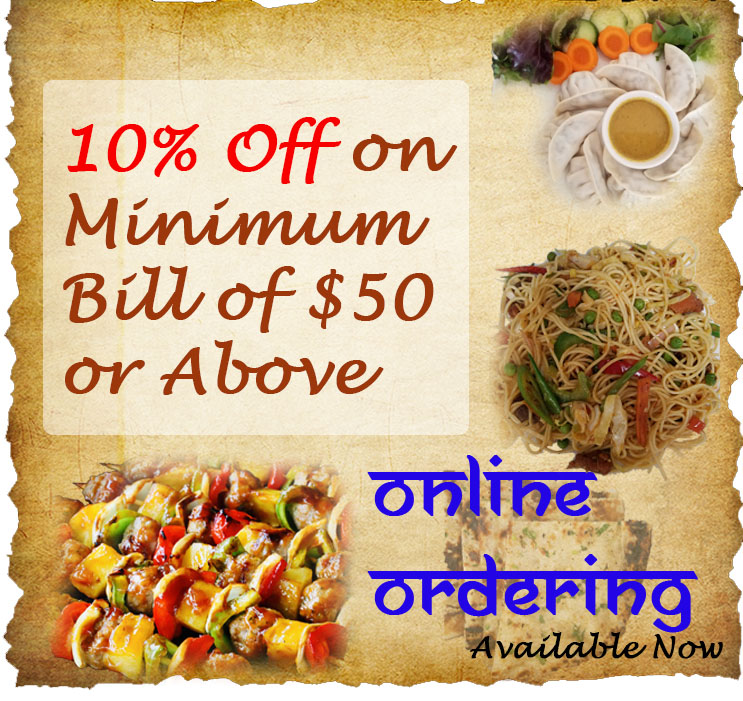 10% Off on
Minimum
Bill of $50
or Above
Online
Ordering
Available Now